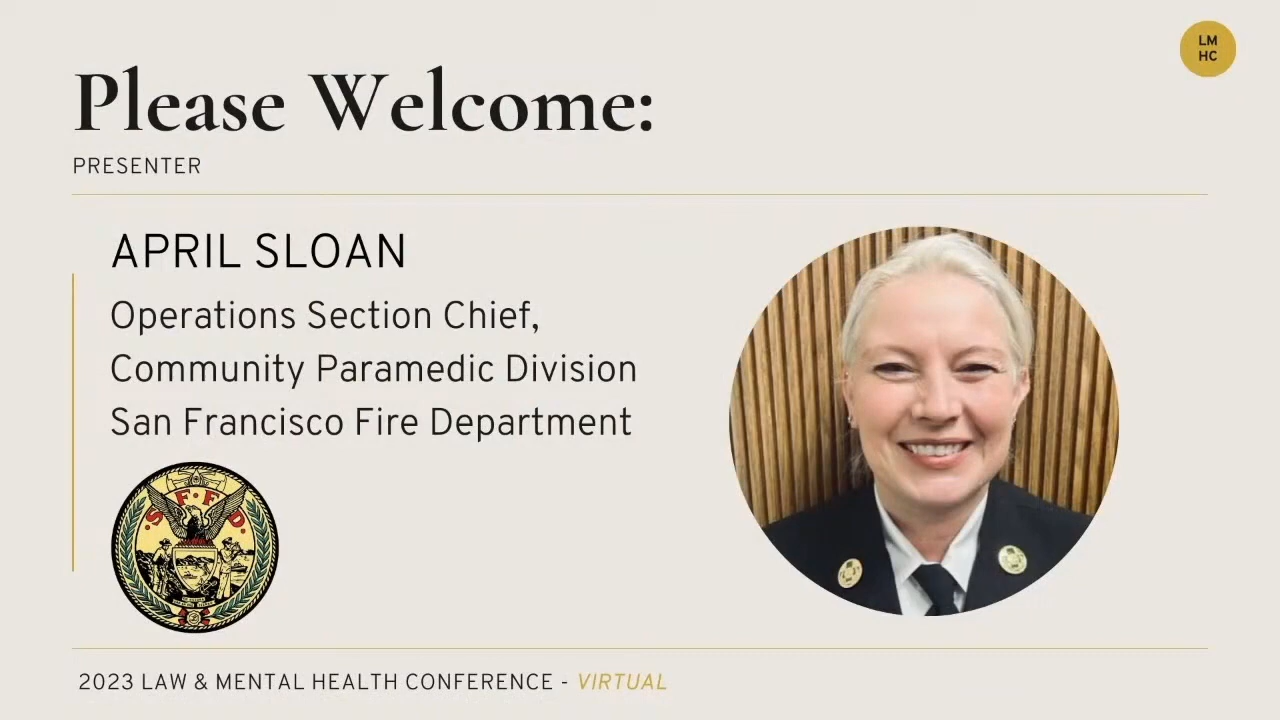 LM
HC
Please Welcome:
PRESENTER
APRIL SLOAN
Operations Section Chief,
Community Paramedic Division
San Francisco Fire Department
S.F.F.D.
2023 LAW & MENTAL HEALTH CONFERENCE - VIRTUAL